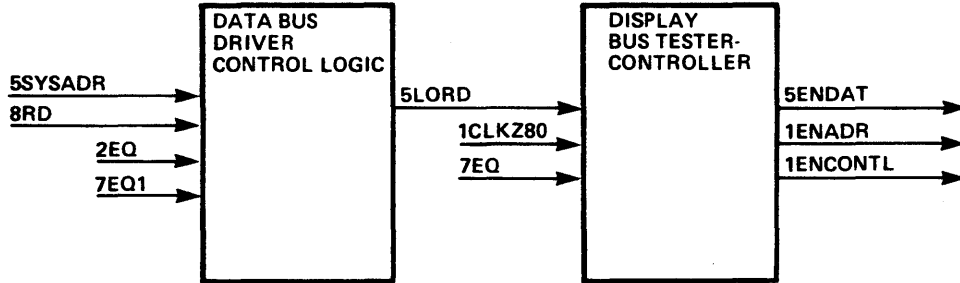 DATA BUS
DRIVER
CONTROL LOGIC
5SYSADR
8RD
2EQ
7EQ1
5LORD
DISPLAY
BUS TESTER-
CONTROLLER
1CLKZ80
7EQ
5ENDAT
1ENADR
1ENCONTL